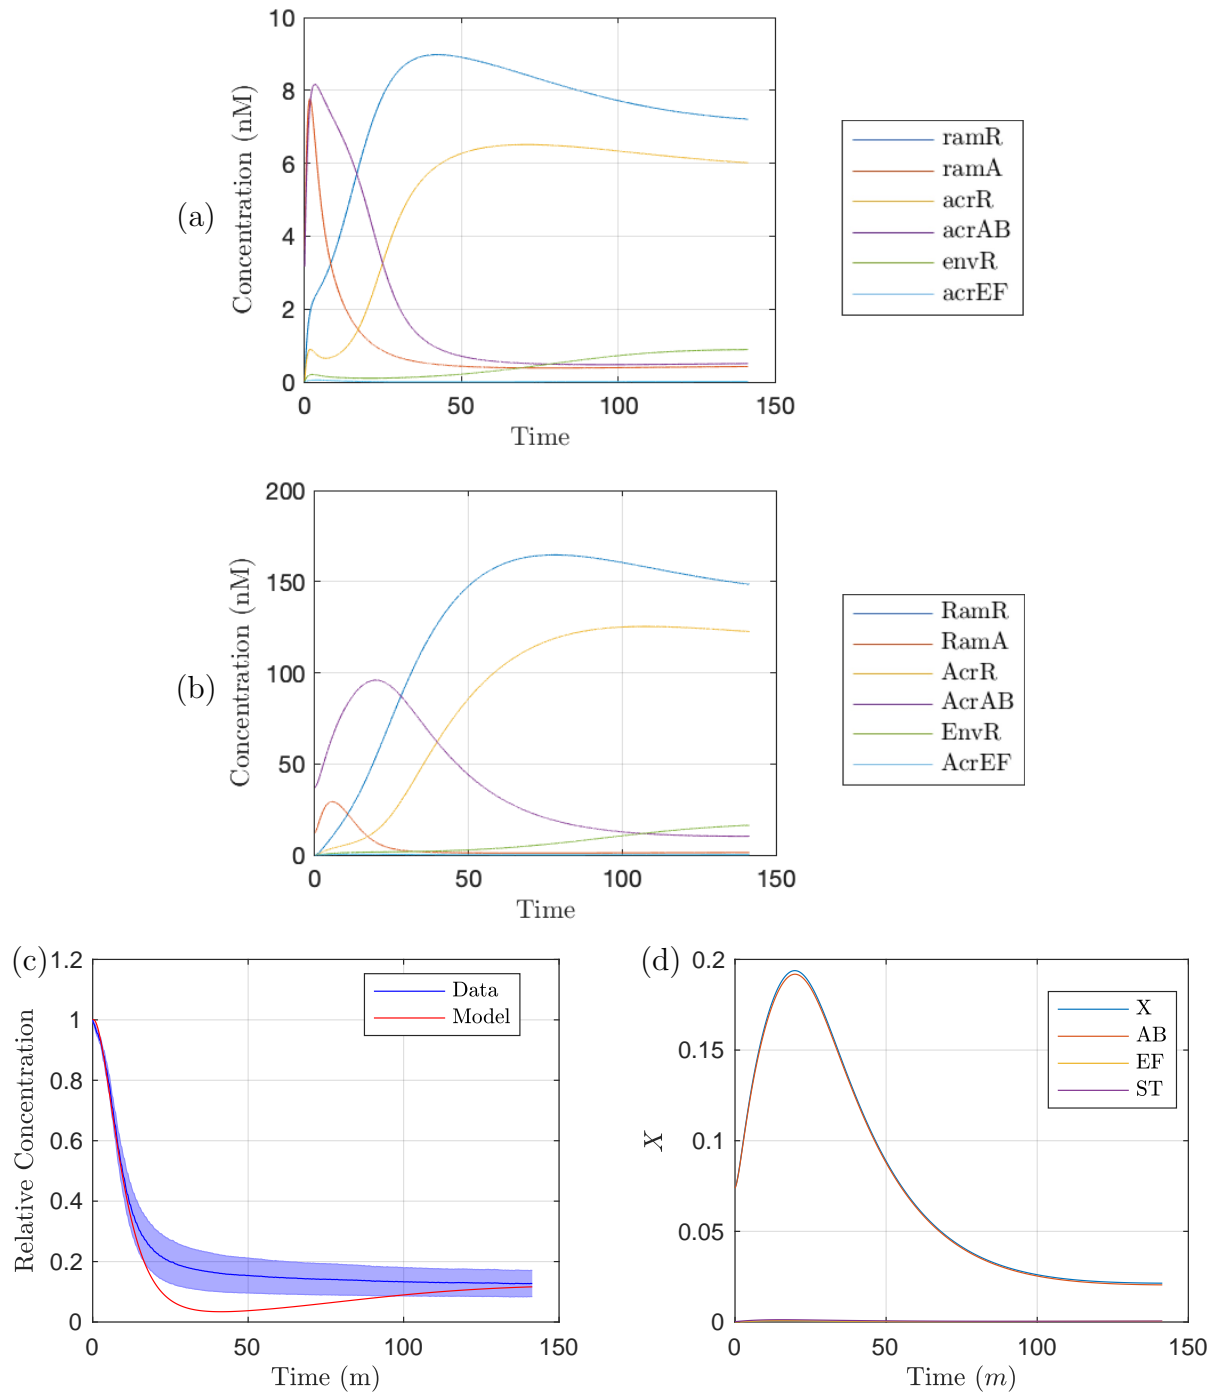 10
8
6
4
2
0
Concentration (nM)
(a)
0 50 100 150
Time
ramR
ramA
acrR
acrAB
envR
acrEF
200
150
100
50
0
Concentration (nM)
(b)
0 50 100 150
Time
RamR
RamA
AcrR
AcrAB
EnvR
AcrEF
(c)
1.2
1
0.8
0.6
0.4
0.2
0
Relative Concentration
0 50 100 150
Time (m)
Data
Model
(d)
0.2
0.15
0.1
0.05
0
X
0 50 100 150
Time (m)
X
AB
EF
ST